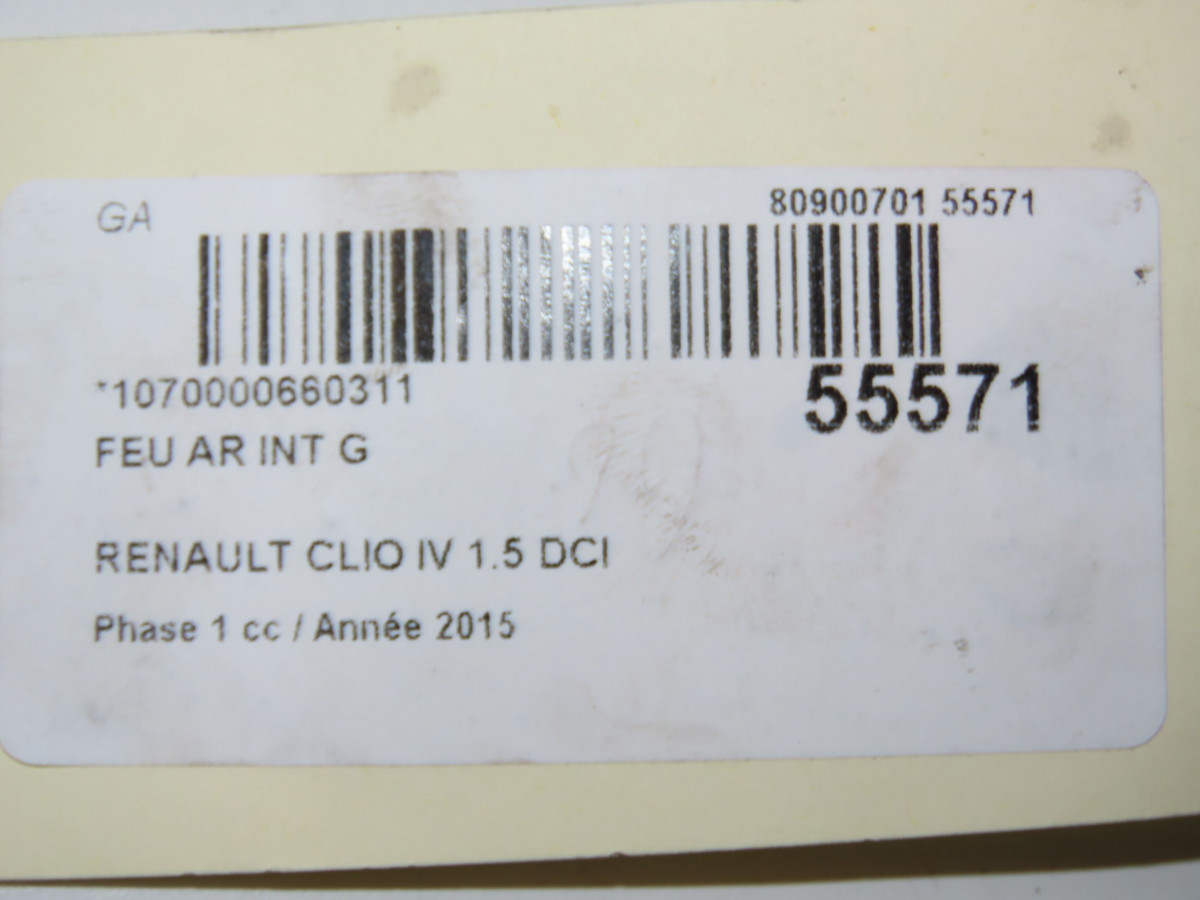 GA
80900701 55571
*1070000660311
55571
FEU AR INT G
RENAULT CLIO IV 1.5 DCI
Phase 1 cc / Année 2015